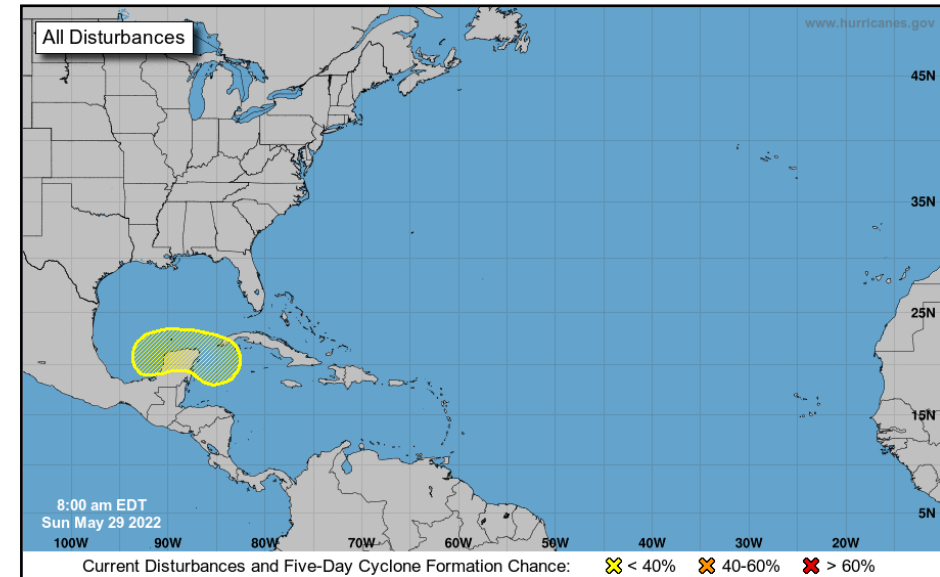 www.hurricanes.gov
All Disturbances
45N
35N
25N
15N
5N
8:00 am EDT
Sun May 29 2022
100W 90W 80W 70W 60W 50W 40W 30W 20W
Current Disturbances and Five-Day Cyclone Formation Chance: < 40% 40-60% > 60%